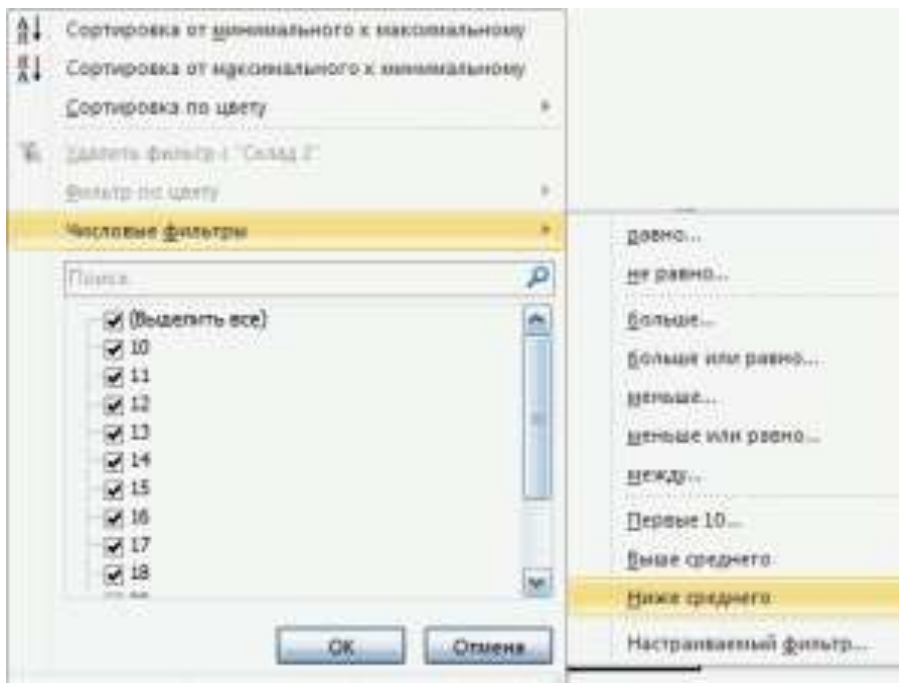 Сортировка от минимального к максимальному
Сортировка от максимального к минимальному
Сортировка по цвету
Удалить фильтр с "Склад 2"
Фильтр по цвету
Числовые фильтры
Поиск
(Выделить все)
10
11
12
13
14
15
16
17
18
ОК
Отмена
равно...
не равно...
больше...
больше или равно...
меньше...
меньше или равно...
между...
Первые 10...
Выше среднего
Ниже среднего
Настраиваемый фильтр...